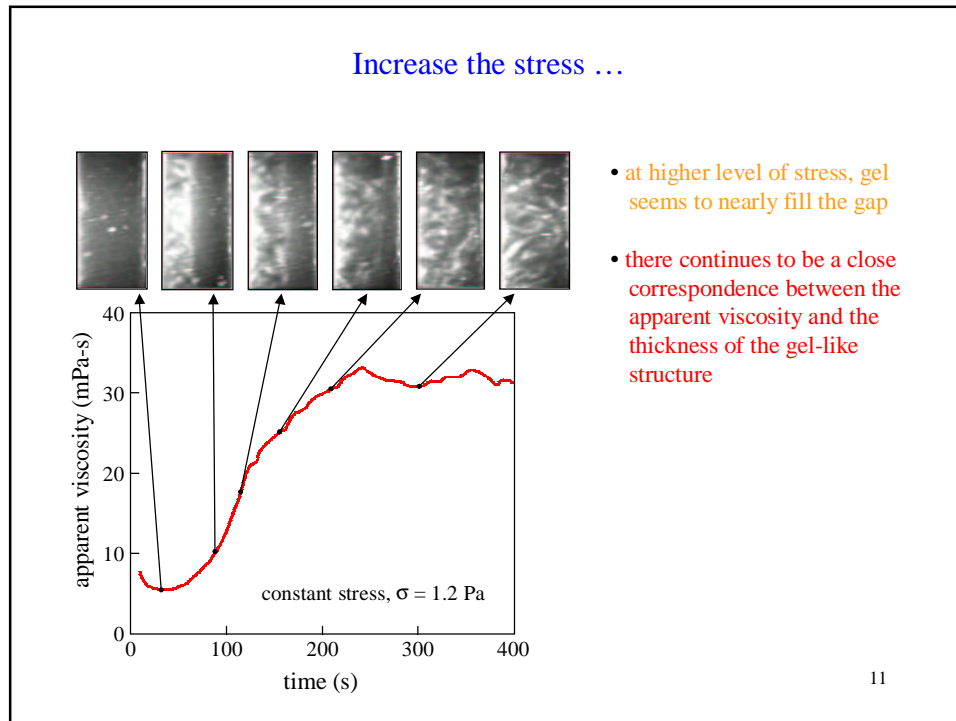 Increase the stress …
• at higher level of stress, gel
seems to nearly fill the gap
• there continues to be a close
correspondence between the
apparent viscosity and the
thickness of the gel-like
structure
apparent viscosity (mPa-s)
40
30
20
10
0
constant stress, σ = 1.2 Pa
0 100 200 300 400
time (s)
11